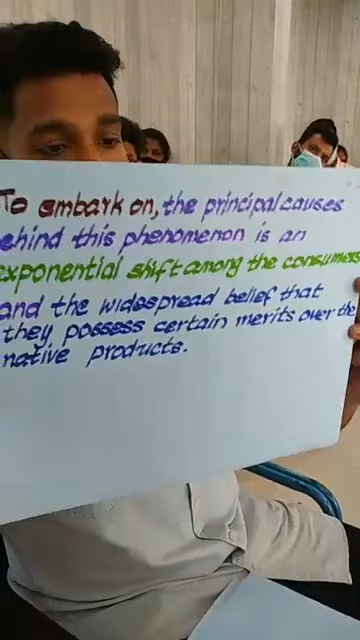 To embark on, the principal causes
ehind this phenomenon is an
exponential shift among the consumers
and the widespread belief that
they possess certain merits over the
native products.